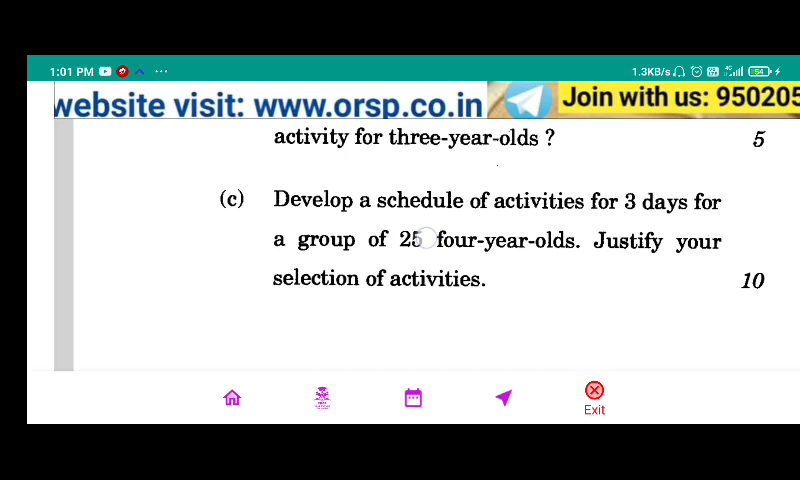 1:01 PM ...
1.3KB/s 4G 54
website visit: www.orsp.co.in
Join with us: 950205
activity for three-year-olds ? 5
(c) Develop a schedule of activities for 3 days for
a group of 25 four-year-olds. Justify your
selection of activities. 10
Exit